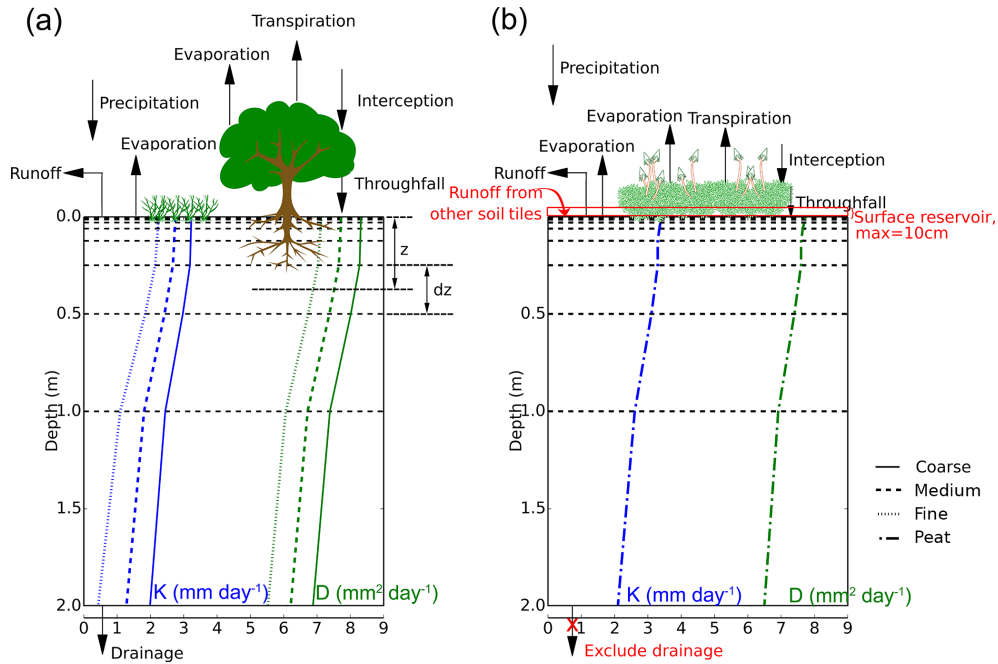 (a)
Transpiration
Evaporation
Precipitation
Interception
Evaporation
Runoff
Throughfall
0.0
z
dz
0.5
Depth (m)
1.0
1.5
K (mm day-1)
D (mm2 day-1)
2.0
0 1 2 3 4 5 6 7 8 9
Drainage
(b)
Precipitation
Evaporation
Transpiration
Evaporation
Interception
Runoff
Runoff from
other soil tiles
Throughfall
Surface reservoir,
max=10cm
0.0
0.5
Depth (m)
1.0
1.5
K (mm day-1)
D (mm2 day-1)
2.0
0 1 2 3 4 5 6 7 8 9
X
Exclude drainage
Coarse
Medium
Fine
Peat